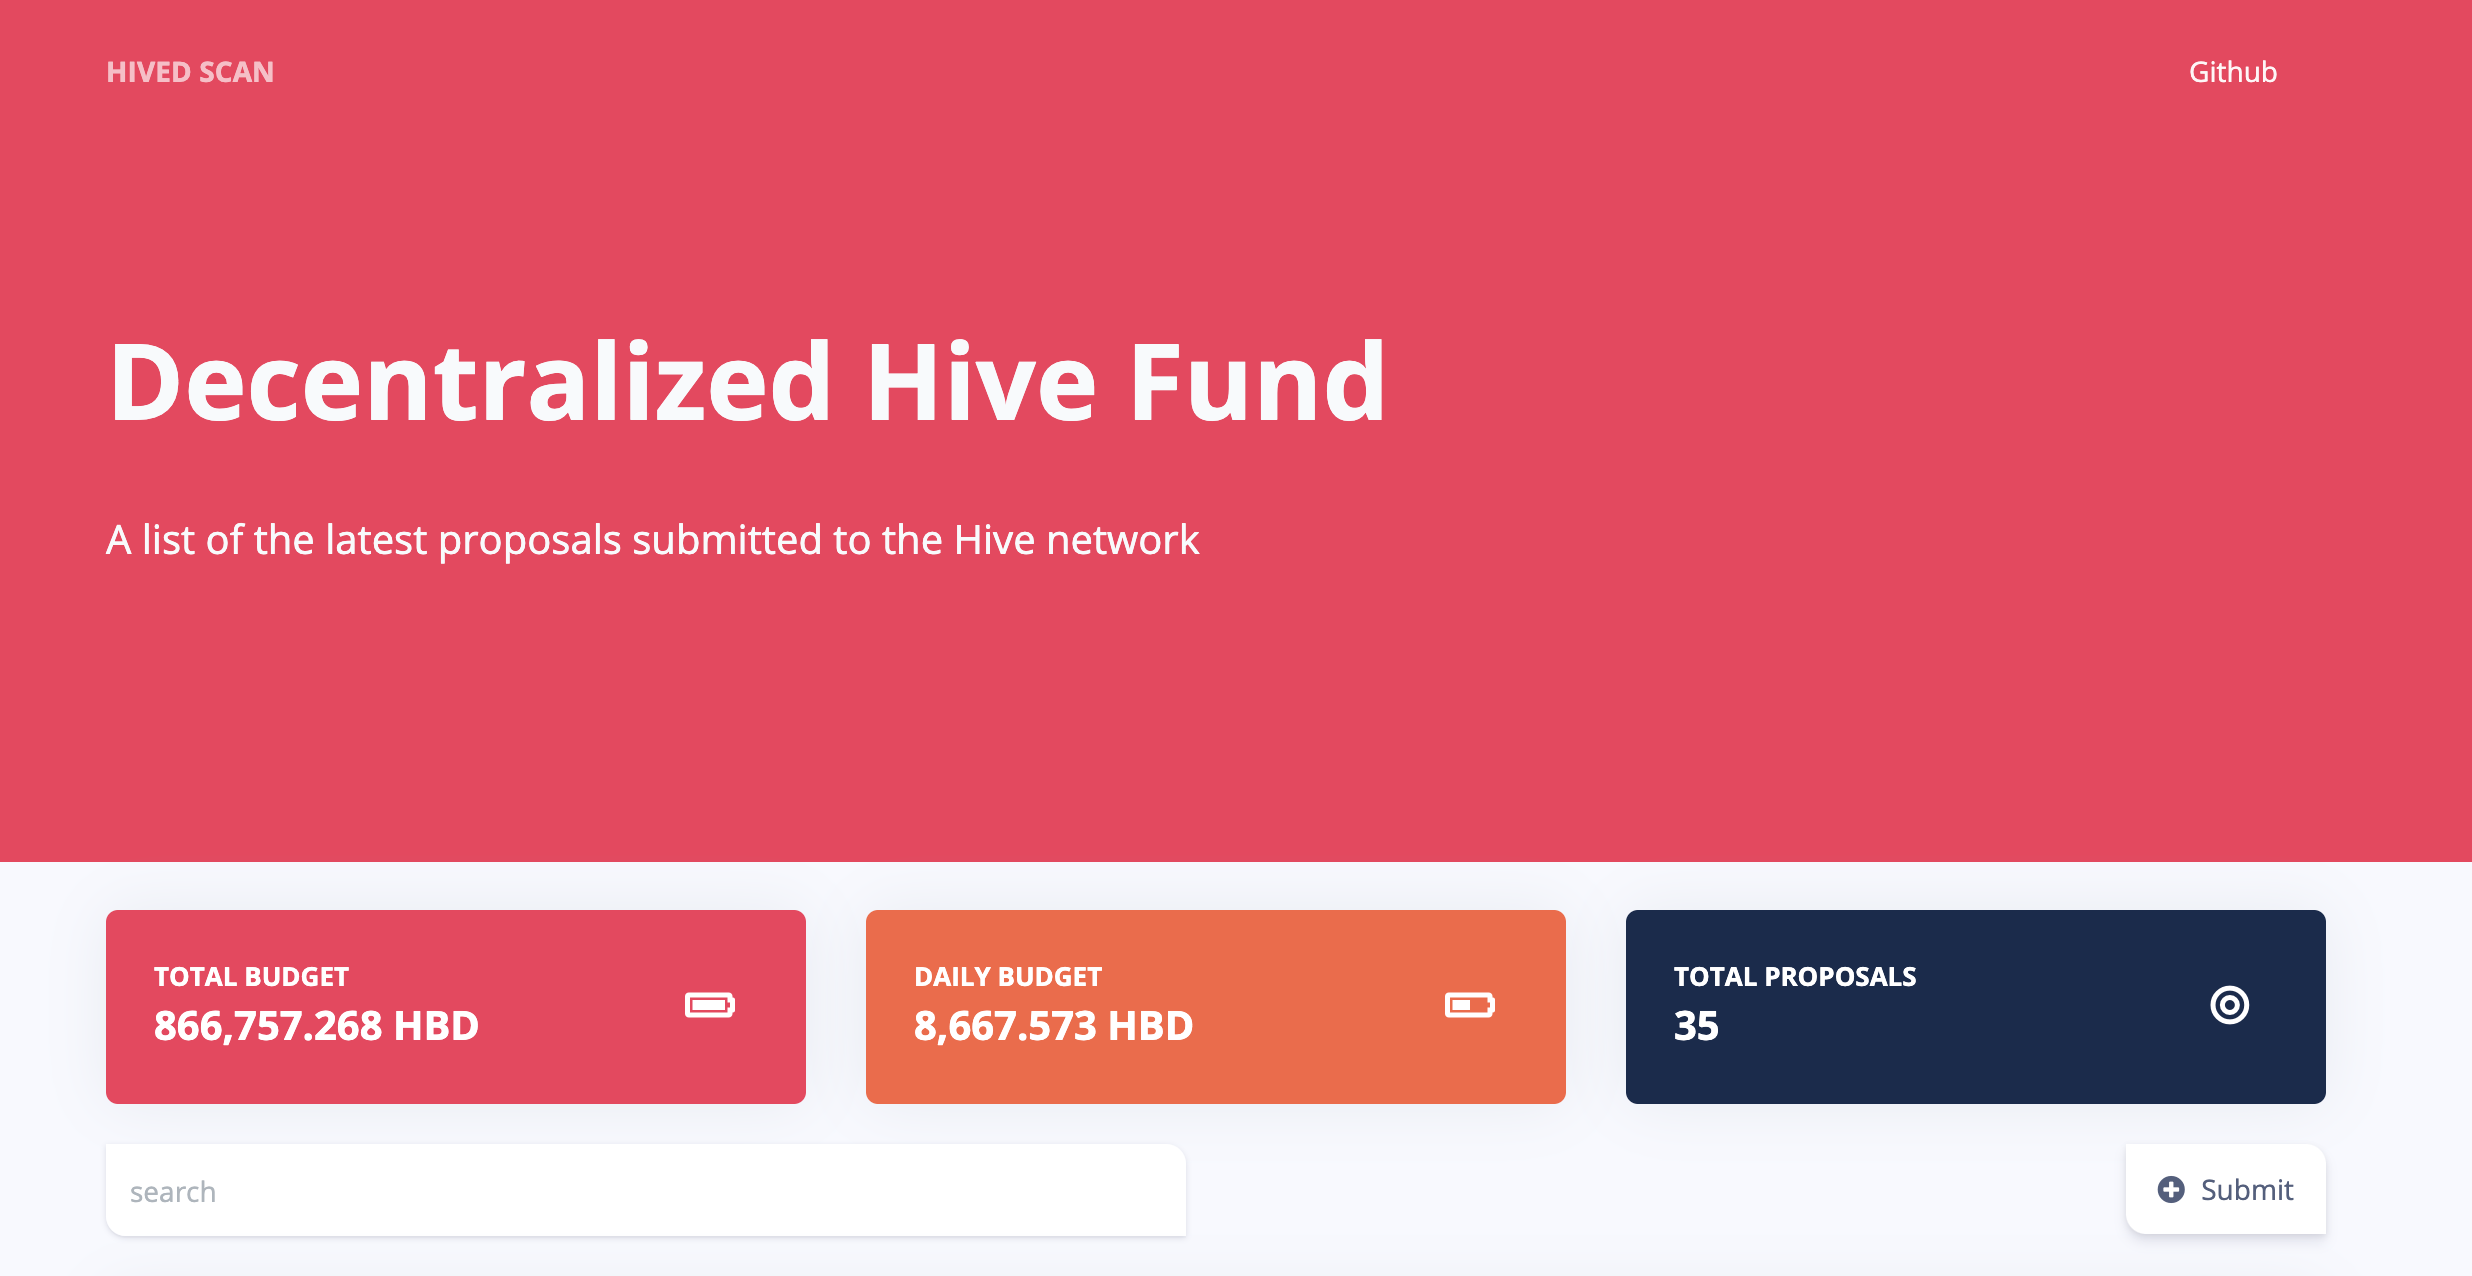 HIVED SCAN
Github
Decentralized Hive Fund
A list of the latest proposals submitted to the Hive network
TOTAL BUDGET
866,757.268 HBD
DAILY BUDGET
8,667.573 HBD
TOTAL PROPOSALS
35
search
Submit